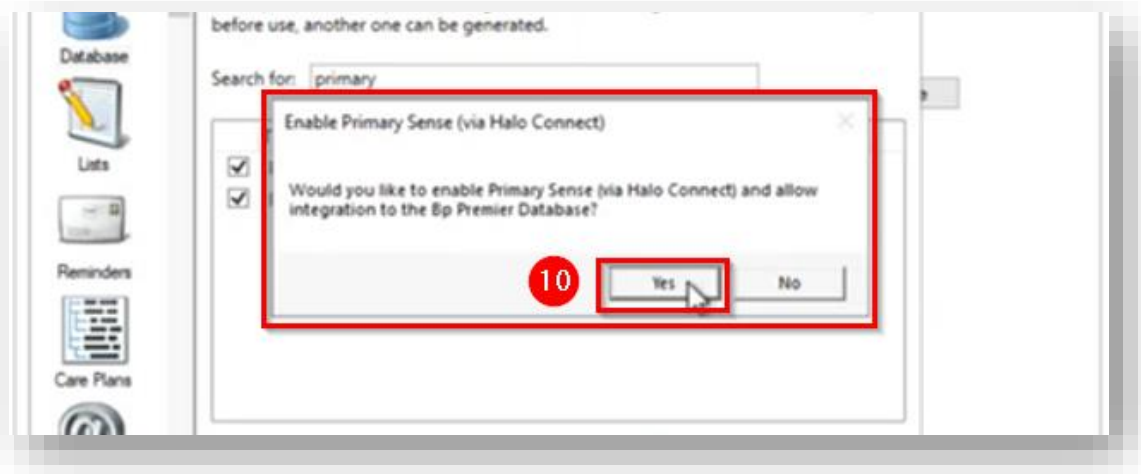 before use, another one can be generated.
Database
Search for: primary
Enable Primary Sense (via Halo Connect)
Lists
Would you like to enable Primary Sense (via Halo Connect) and allow
integration to the Bp Premier Database?
Reminders
10
Yes
No
Care Plans